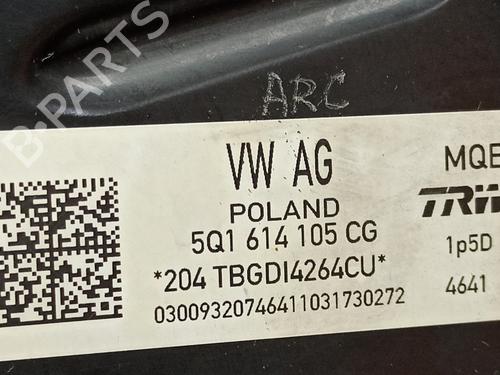 B-PARTS
ARC
VW AG
POLAND
5Q1 614 105 CG
*204 TBGDI4264CU*
03009320746411031730272
MQB
TRW
1p5D
4641